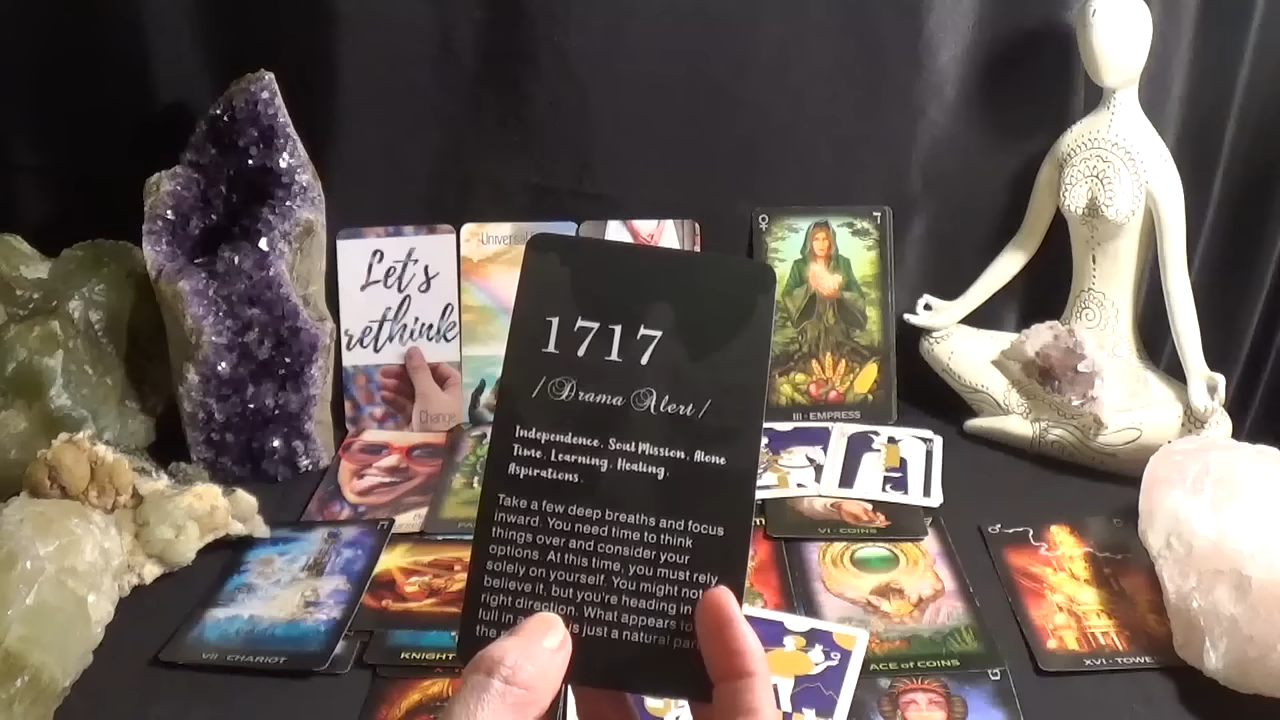 Let's
rethink
Change
Universal
III · EMPRESS
1717
/Drama Alert/
Independence, Soul Mission, Alone
Time, Learning, Healing,
Aspirations.
Take a few deep breaths and focus
inward. You need time to think
things over and consider your
options. At this time, you must rely
solely on yourself. You might not
believe it, but you're heading in
right direction. What appears to
is just a natural
VI · COINS
VII · CHARIOT
KNIGHT
ACE of COINS
XVI · TOWE